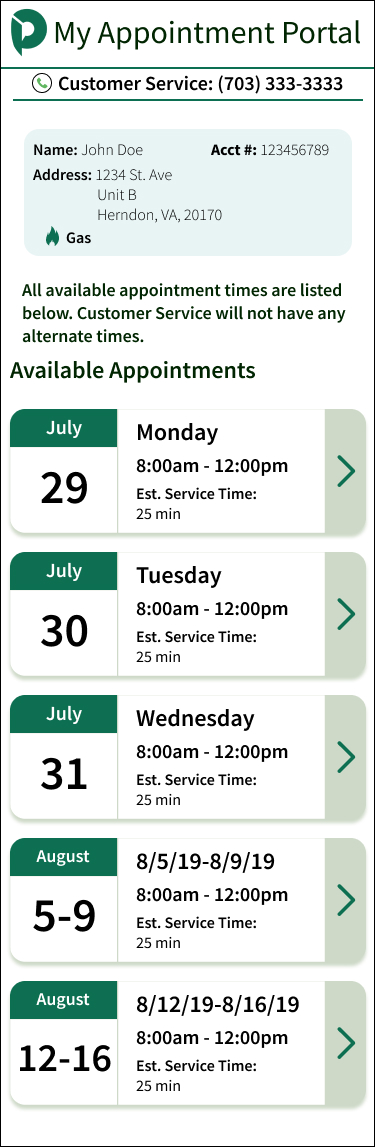 My Appointment Portal
Customer Service: (703) 333-3333
Name: John Doe Acct #: 123456789
Address: 1234 St. Ave
Unit B
Herndon, VA, 20170
Gas
All available appointment times are listed
below. Customer Service will not have any
alternate times.
Available Appointments
July
29
Monday
8:00am - 12:00pm
Est. Service Time:
25 min
July
30
Tuesday
8:00am - 12:00pm
Est. Service Time:
25 min
July
31
Wednesday
8:00am - 12:00pm
Est. Service Time:
25 min
August
5-9
8/5/19-8/9/19
8:00am - 12:00pm
Est. Service Time:
25 min
August
12-16
8/12/19-8/16/19
8:00am - 12:00pm
Est. Service Time:
25 min